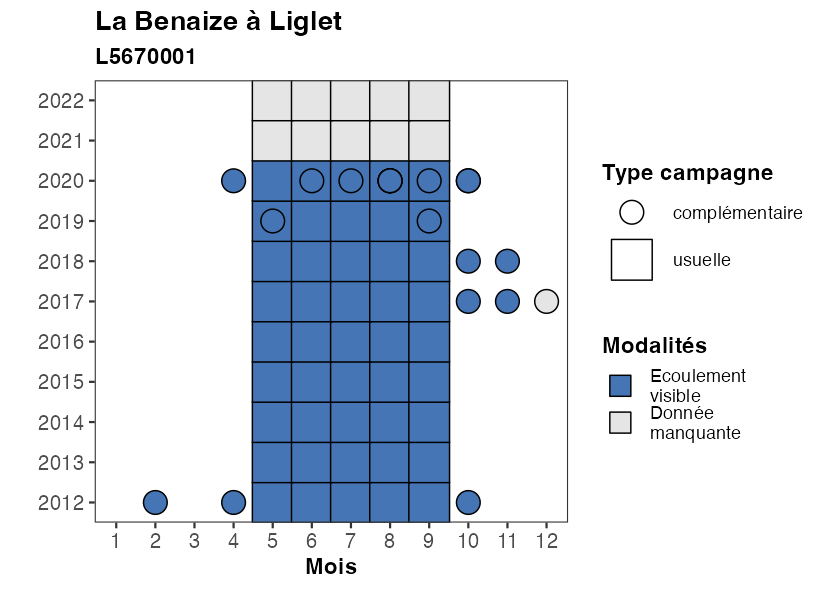 La Benaize à Liglet
L5670001
2022
2021
2020
2019
2018
2017
2016
2015
2014
2013
2012
1 2 3 4 5 6 7 8 9 10 11 12
Mois
Type campagne
complémentaire
usuelle
Modalités
Ecoulement
visible
Donnée
manquante